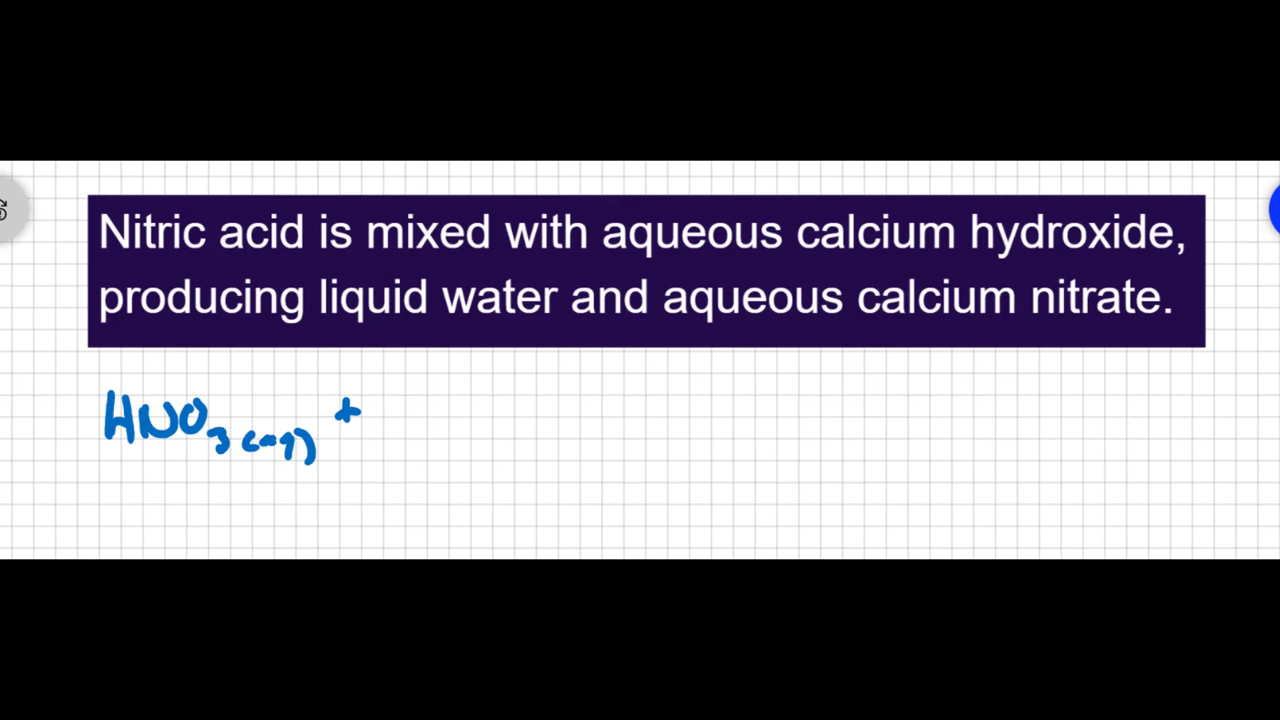 Nitric acid is mixed with aqueous calcium hydroxide,
producing liquid water and aqueous calcium nitrate.
HNO₃ (aq) +